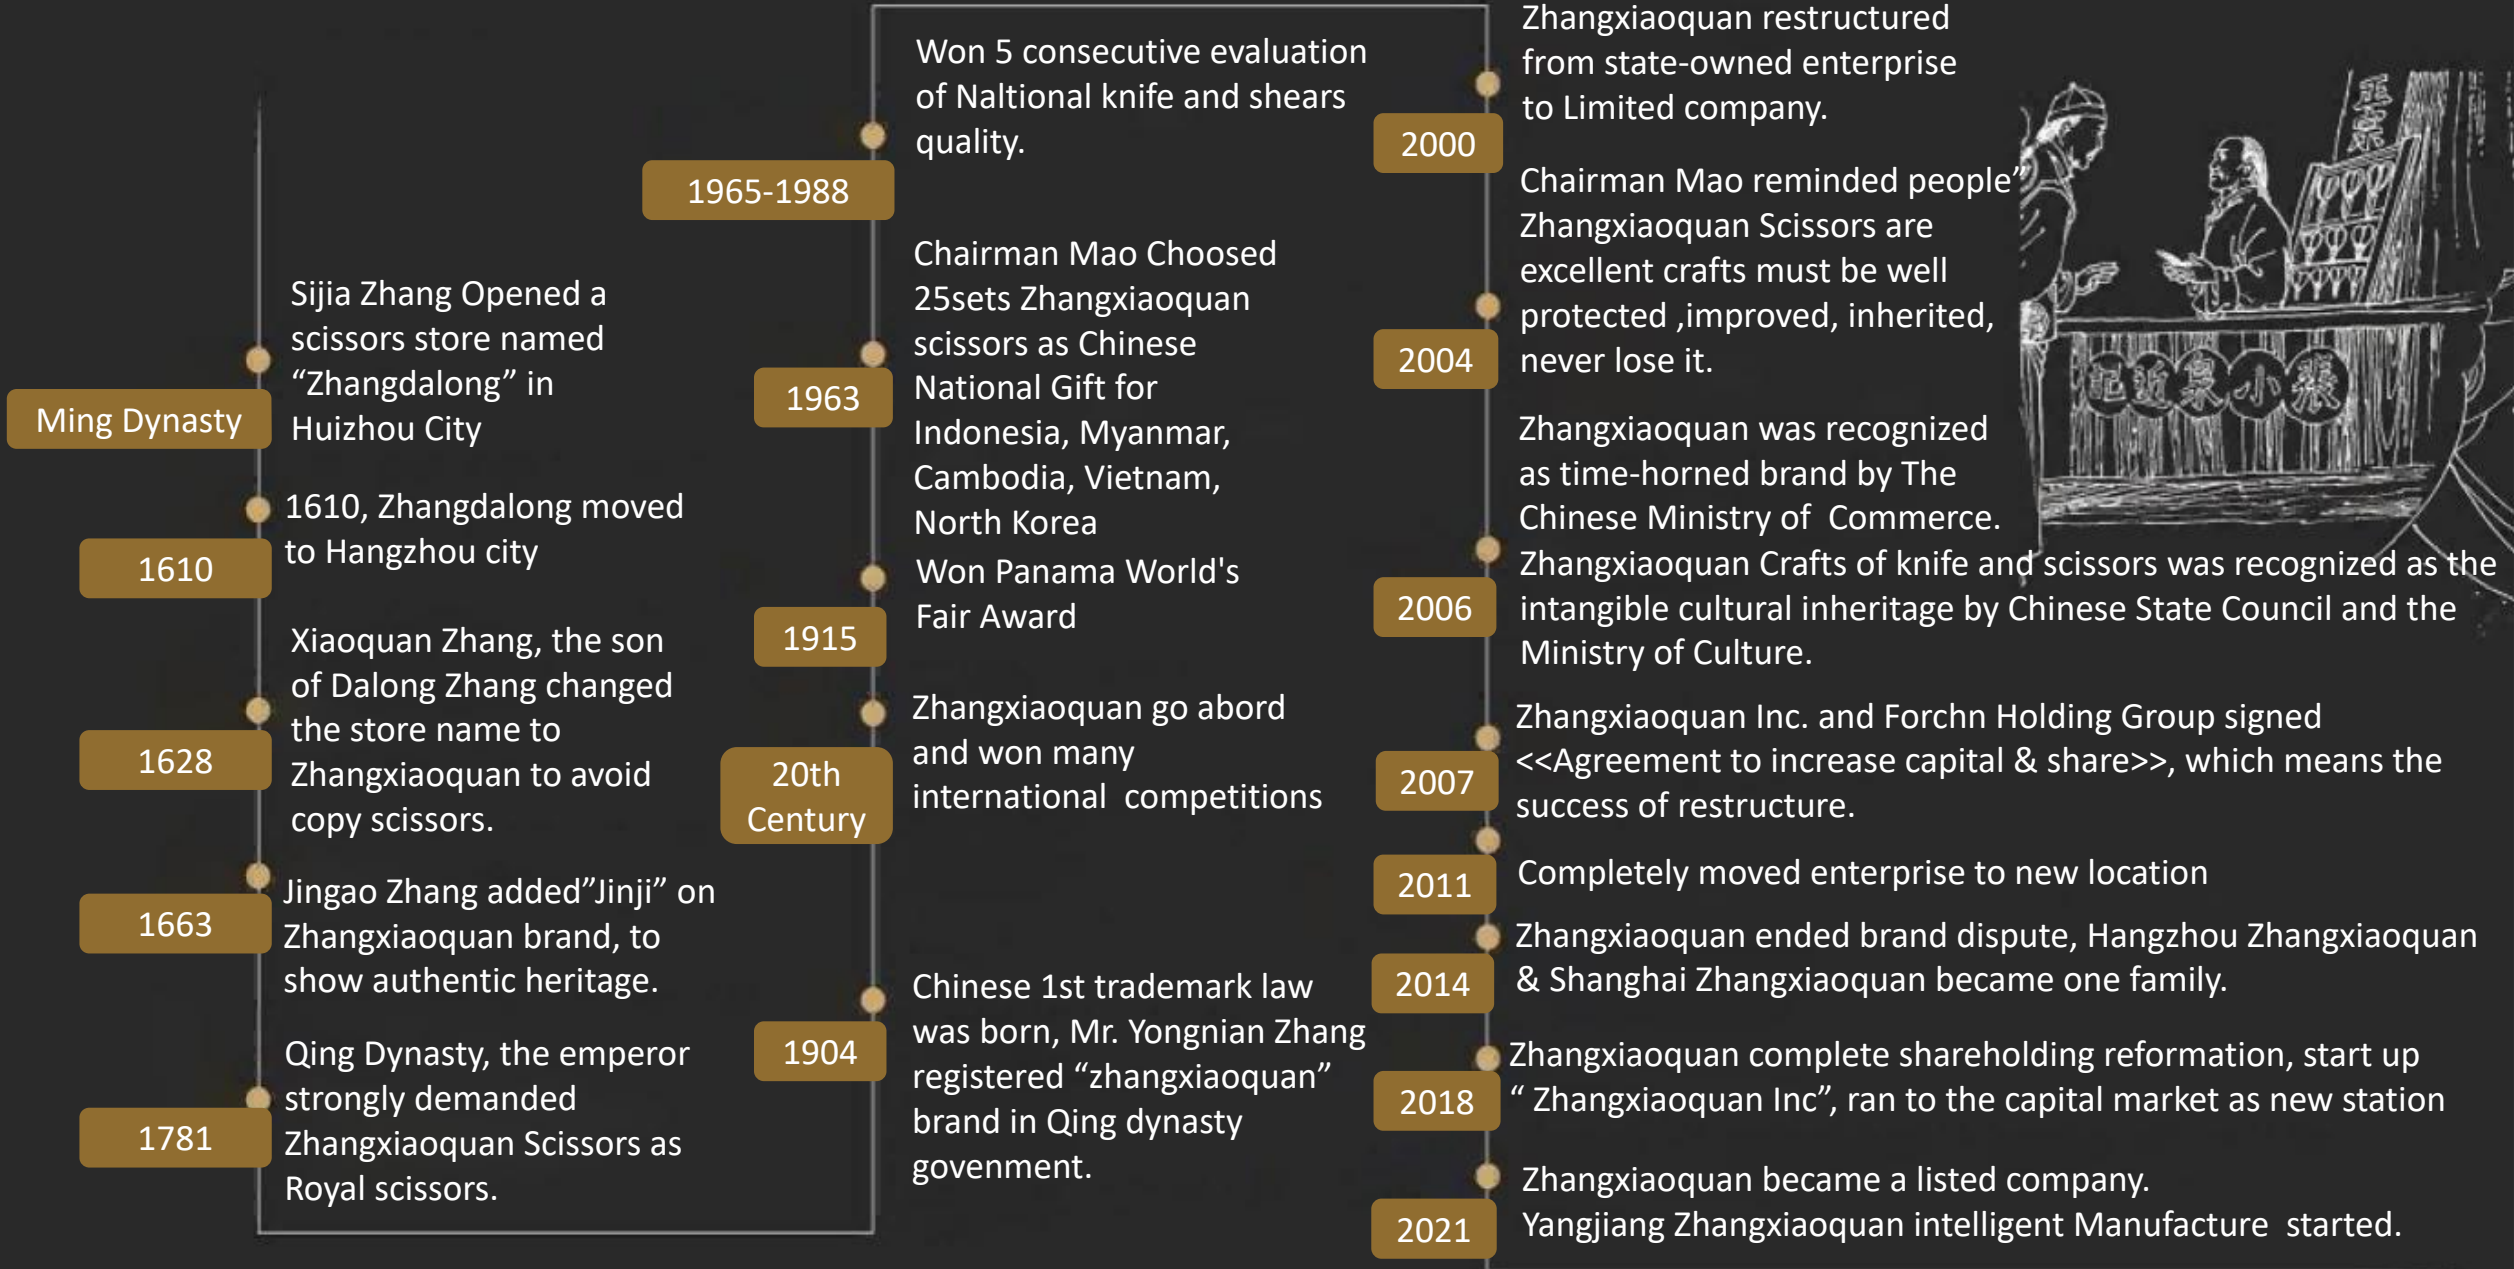 Ming Dynasty
Sijia Zhang Opened a
scissors store named
“Zhangdalong” in
Huizhou City
1610
1610, Zhangdalong moved
to Hangzhou city
1628
Xiaoquan Zhang, the son
of Dalong Zhang changed
the store name to
Zhangxiaoquan to avoid
copy scissors.
1663
Jingao Zhang added”Jinji” on
Zhangxiaoquan brand, to
show authentic heritage.
1781
Qing Dynasty, the emperor
strongly demanded
Zhangxiaoquan Scissors as
Royal scissors.
1904
Chinese 1st trademark law
was born, Mr. Yongnian Zhang
registered “zhangxiaoquan”
brand in Qing dynasty
govenment.
20th
Century
Zhangxiaoquan go abord
and won many
international competitions
1915
Won Panama World's
Fair Award
1963
Chairman Mao Choosed
25sets Zhangxiaoquan
scissors as Chinese
National Gift for
Indonesia, Myanmar,
Cambodia, Vietnam,
North Korea
1965-1988
Won 5 consecutive evaluation
of Naltional knife and shears
quality.
2000
Zhangxiaoquan restructured
from state-owned enterprise
to Limited company.
2004
Chairman Mao reminded people”
Zhangxiaoquan Scissors are
excellent crafts must be well
protected ,improved, inherited,
never lose it.
2006
Zhangxiaoquan was recognized
as time-horned brand by The
Chinese Ministry of Commerce.
Zhangxiaoquan Crafts of knife and scissors was recognized as the
intangible cultural inheritage by Chinese State Council and the
Ministry of Culture.
2007
Zhangxiaoquan Inc. and Forchn Holding Group signed
<<Agreement to increase capital & share>>, which means the
success of restructure.
2011
Completely moved enterprise to new location
2014
Zhangxiaoquan ended brand dispute, Hangzhou Zhangxiaoquan
& Shanghai Zhangxiaoquan became one family.
2018
Zhangxiaoquan complete shareholding reformation, start up
“ Zhangxiaoquan Inc”, ran to the capital market as new station
2021
Zhangxiaoquan became a listed company.
Yangjiang Zhangxiaoquan intelligent Manufacture started.
記近泉小張